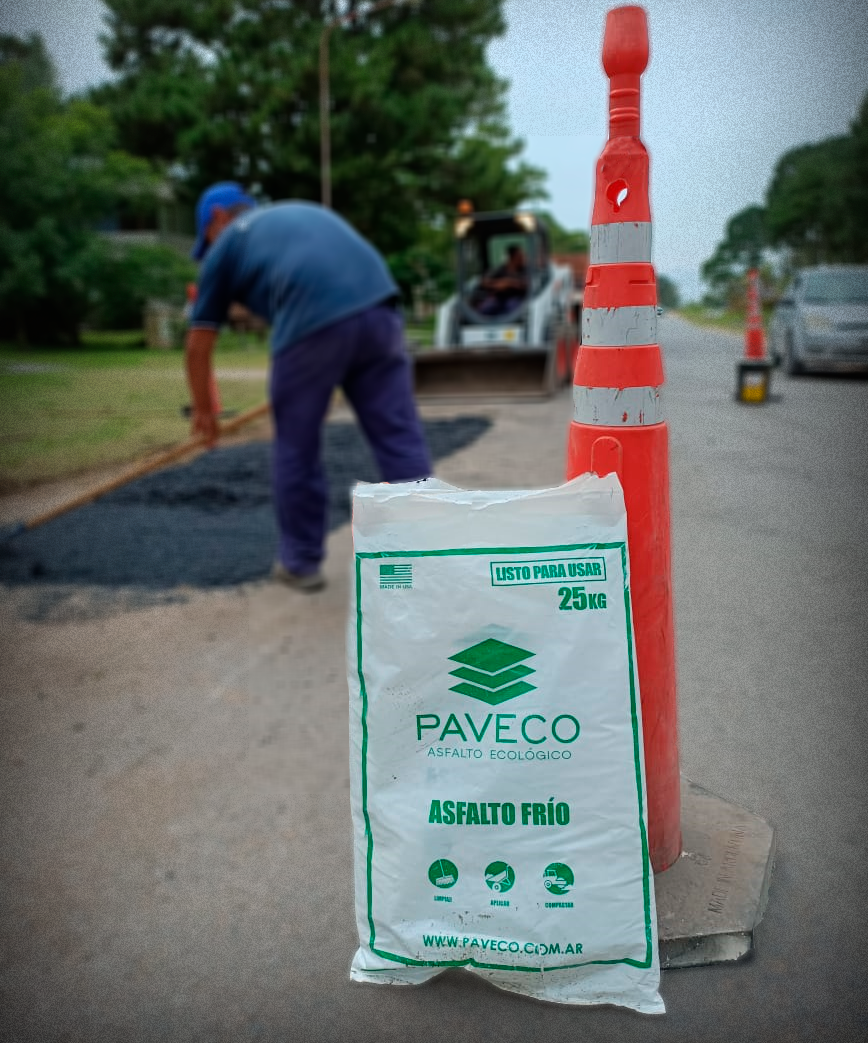 MADE IN USA
LISTO PARA USAR
25KG
PAVECO
ASFALTO ECOLÓGICO
ASFALTO FRÍO
LIMPIAR
APLICAR
COMPACTAR
WWW.PAVECO.COM.AR